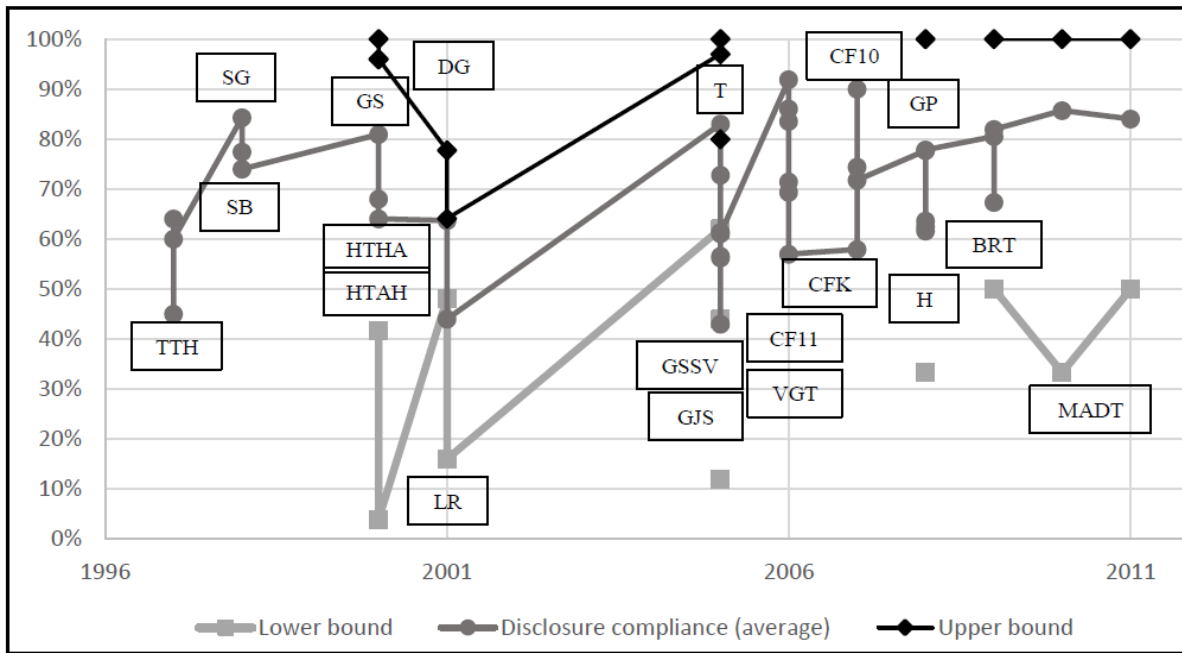 100%
90%
80%
70%
60%
50%
40%
30%
20%
10%
0%
SG
DG
GS
T
CF10
GP
SB
HTHA
HTAH
TTH
LR
GSSV
GJS
CF11
VGT
CFK
H
BRT
MADT
1996 2001 2006 2011
Lower bound Disclosure compliance (average) Upper bound